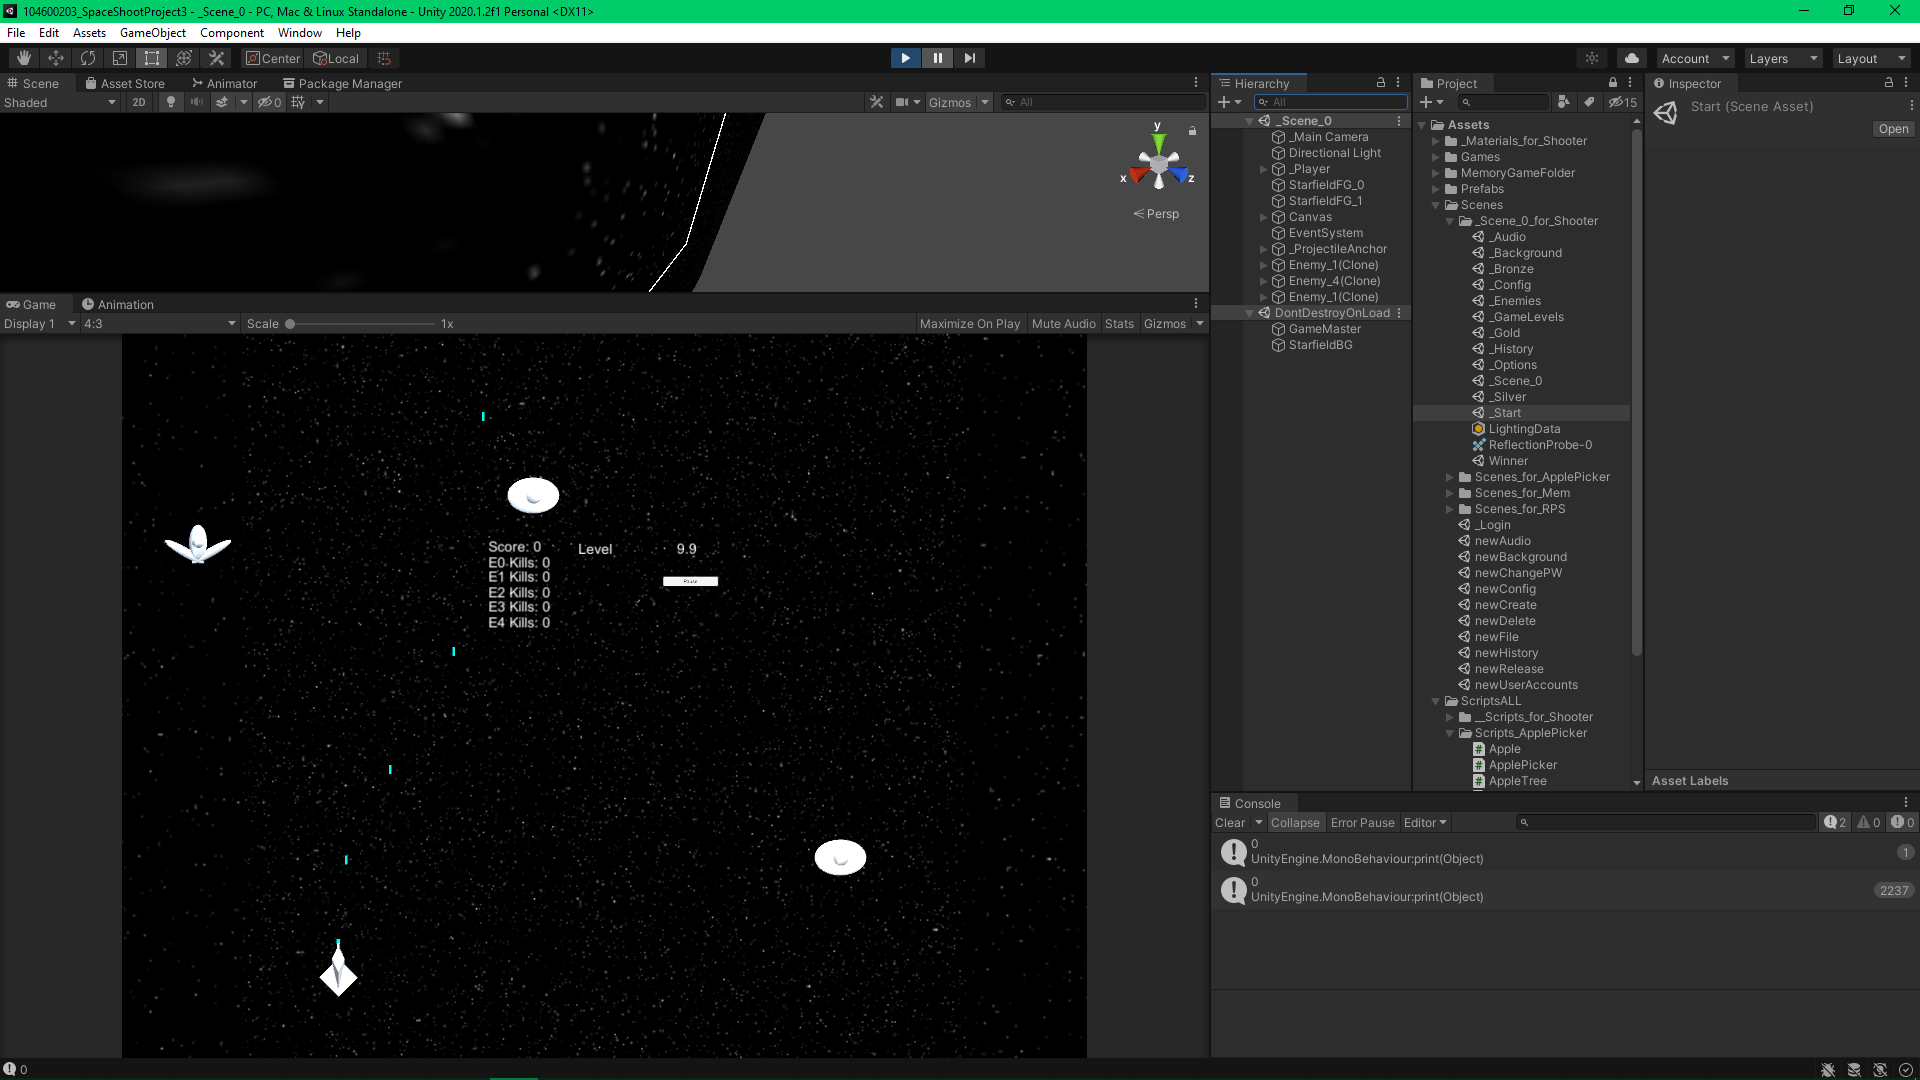 104600203_SpaceShootProject3 - _Scene_0 - PC, Mac & Linux Standalone - Unity 2020.1.2f1 Personal <DX11>
File Edit Assets GameObject Component Window Help
Center Local Account Layers Layout
Scene Asset Store Animator Package Manager
Shaded 2D 0 Gizmos All
y
x z
Persp
Game Animation
Display 1 4:3 Scale 1x Maximize On Play Mute Audio Stats Gizmos
Score: 0 Level 9.9
E0 Kills: 0
E1 Kills: 0
Pause
E2 Kills: 0
E3 Kills: 0
E4 Kills: 0
Hierarchy
All
_Scene_0
_Main Camera
Directional Light
_Player
StarfieldFG_0
StarfieldFG_1
Canvas
EventSystem
_ProjectileAnchor
Enemy_1(Clone)
Enemy_4(Clone)
Enemy_1(Clone)
DontDestroyOnLoad
GameMaster
StarfieldBG
Project
15
Assets
_Materials_for_Shooter
Games
MemoryGameFolder
Prefabs
Scenes
_Scene_0_for_Shooter
_Audio
_Background
_Bronze
_Config
_Enemies
_GameLevels
_Gold
_History
_Options
_Scene_0
_Silver
_Start
LightingData
ReflectionProbe-0
Winner
Scenes_for_ApplePicker
Scenes_for_Mem
Scenes_for_RPS
_Login
newAudio
newBackground
newChangePW
newConfig
newCreate
newDelete
newFile
newHistory
newRelease
newUserAccounts
ScriptsALL
__Scripts_for_Shooter
Scripts_ApplePicker
Apple
ApplePicker
AppleTree
Inspector
Start (Scene Asset)
Open
Asset Labels
Console
Clear Collapse Error Pause Editor 2 0 0
0
UnityEngine.MonoBehaviour:print(Object) 1
0
UnityEngine.MonoBehaviour:print(Object) 2237
0